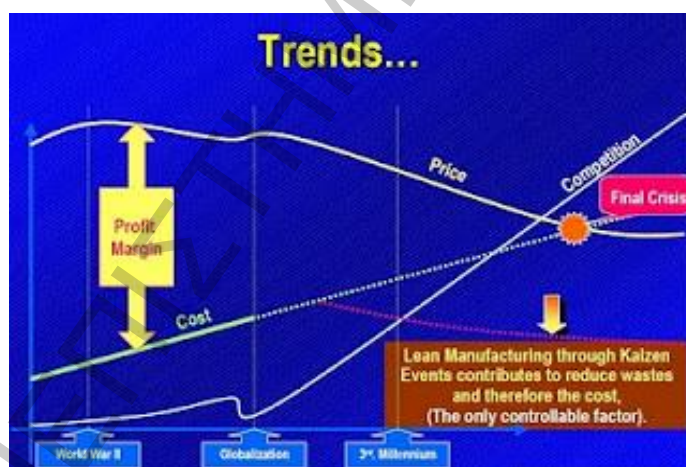 Trends...
Price
Competition
Final Crisis
Profit
Margin
Cost
Lean Manufacturing through Kaizen
Events contributes to reduce wastes
and therefore the cost,
(The only controllable factor).
World War II
Globalization
3rd. Millennium